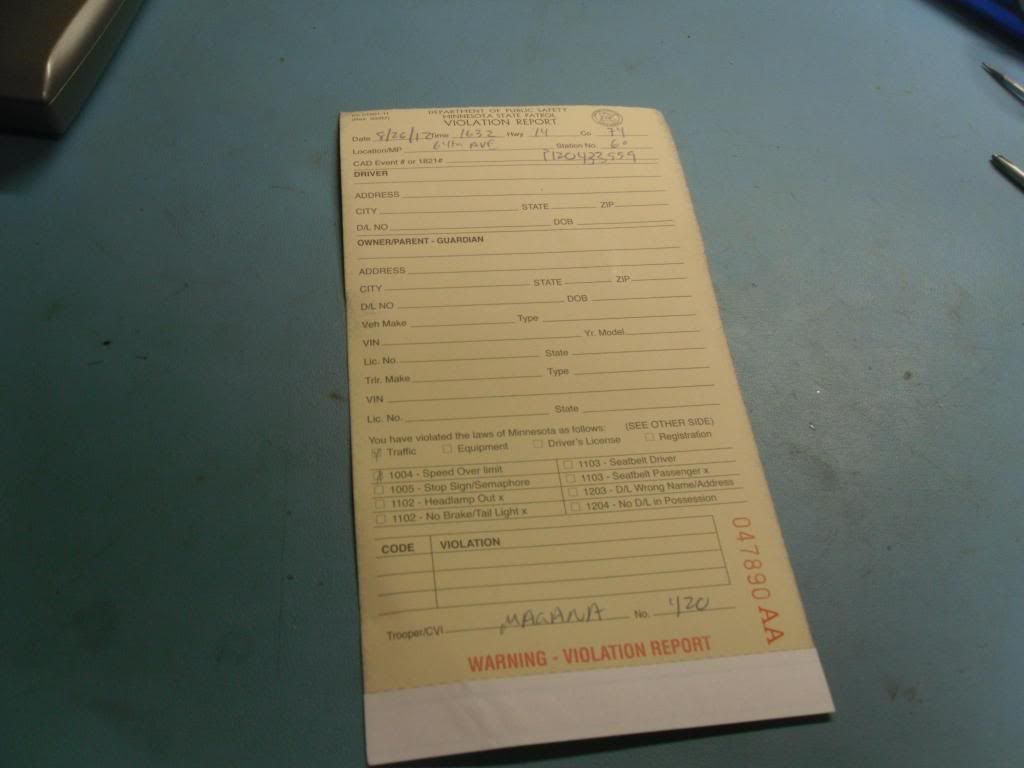 DEPARTMENT OF PUBLIC SAFETY
MINNESOTA STATE PATROL
VIOLATION REPORT
Date 8/26/12 Time 1632 Hwy 14 Co 74
Location/MP 64th AVE Station No. 60
CAD Event # or 1821# P120433559
DRIVER
ADDRESS
CITY STATE ZIP
D/L NO DOB
OWNER/PARENT - GUARDIAN
ADDRESS
CITY STATE ZIP
D/L NO DOB
Veh Make Type
VIN Yr. Model
Lic. No. State
Trlr. Make Type
VIN
Lic. No. State
You have violated the laws of Minnesota as follows: (SEE OTHER SIDE)
Traffic Equipment Driver's License Registration
1004 - Speed Over limit 1103 - Seatbelt Driver
1005 - Stop Sign/Semaphore 1103 - Seatbelt Passenger x
1102 - Headlamp Out x 1203 - D/L Wrong Name/Address
1102 - No Brake/Tail Light x 1204 - No D/L in Possession
CODE VIOLATION
047890 AA
Trooper/CVI MAGANA No. 420
WARNING - VIOLATION REPORT